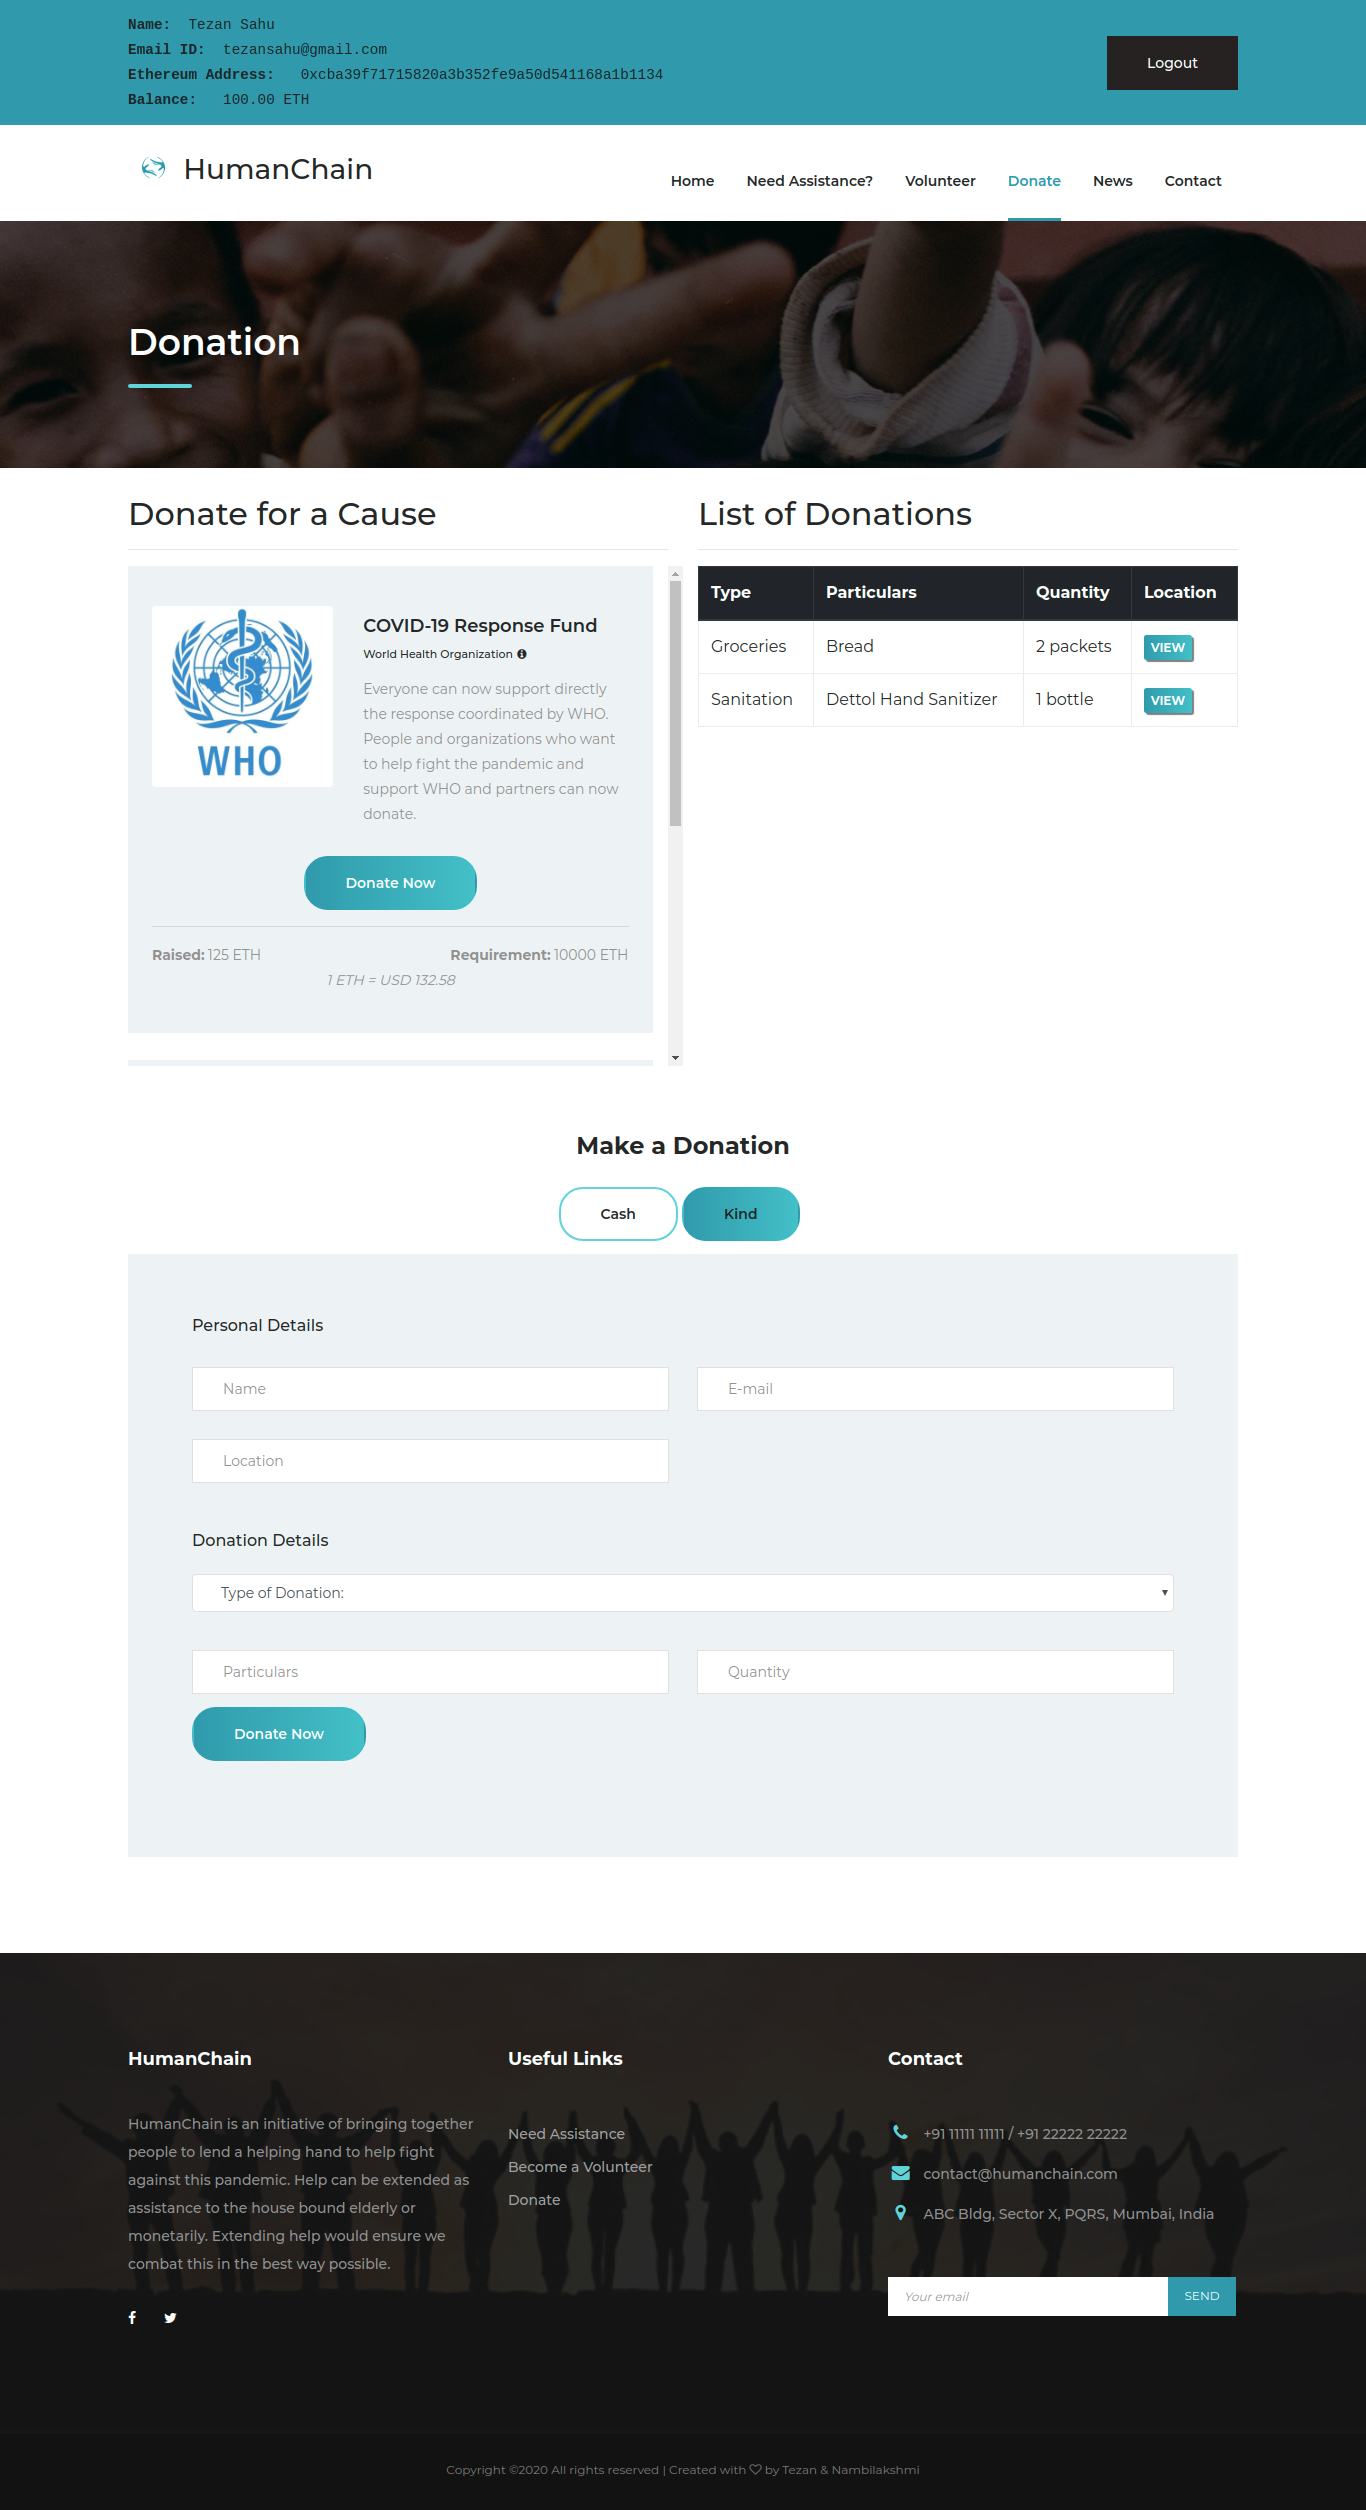 Name: Tezan Sahu
Email ID: tezansahu@gmail.com
Ethereum Address: 0xcba39f71715820a3b352fe9a50d541168a1b1134
Balance: 100.00 ETH
Logout
HumanChain
Home Need Assistance? Volunteer Donate News Contact
Donation
Donate for a Cause
WHO
COVID-19 Response Fund
World Health Organization
Everyone can now support directly
the response coordinated by WHO.
People and organizations who want
to help fight the pandemic and
support WHO and partners can now
donate.
Donate Now
Raised: 125 ETH Requirement: 10000 ETH
1 ETH = USD 132.58
List of Donations
Type Particulars Quantity Location
Groceries Bread 2 packets VIEW
Sanitation Dettol Hand Sanitizer 1 bottle VIEW
Make a Donation
Cash Kind
Personal Details
Name E-mail
Location
Donation Details
Type of Donation:
Particulars Quantity
Donate Now
HumanChain
HumanChain is an initiative of bringing together
people to lend a helping hand to help fight
against this pandemic. Help can be extended as
assistance to the house bound elderly or
monetarily. Extending help would ensure we
combat this in the best way possible.
Useful Links
Need Assistance
Become a Volunteer
Donate
Contact
+91 11111 11111 / +91 22222 22222
contact@humanchain.com
ABC Bldg, Sector X, PQRS, Mumbai, India
Your email SEND
Copyright ©2020 All rights reserved | Created with ♡ by Tezan & Nambilakshmi